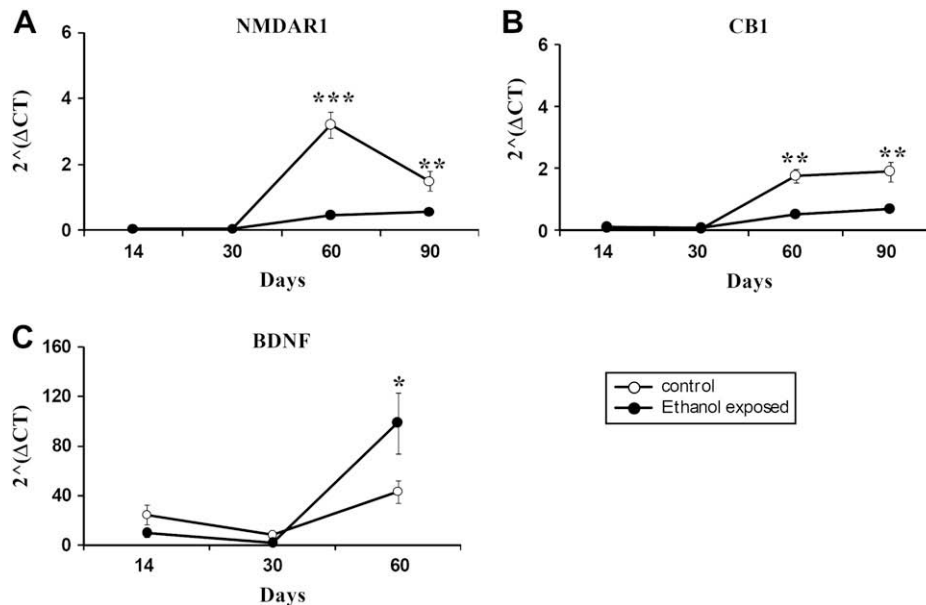 A
NMDAR1
6
4
2
0
2^(ΔCT)
***
**
14 30 60 90
Days
B
CB1
6
4
2
0
2^(ΔCT)
**
**
14 30 60 90
Days
C
BDNF
160
120
80
40
0
2^(ΔCT)
*
14 30 60
Days
control
Ethanol exposed